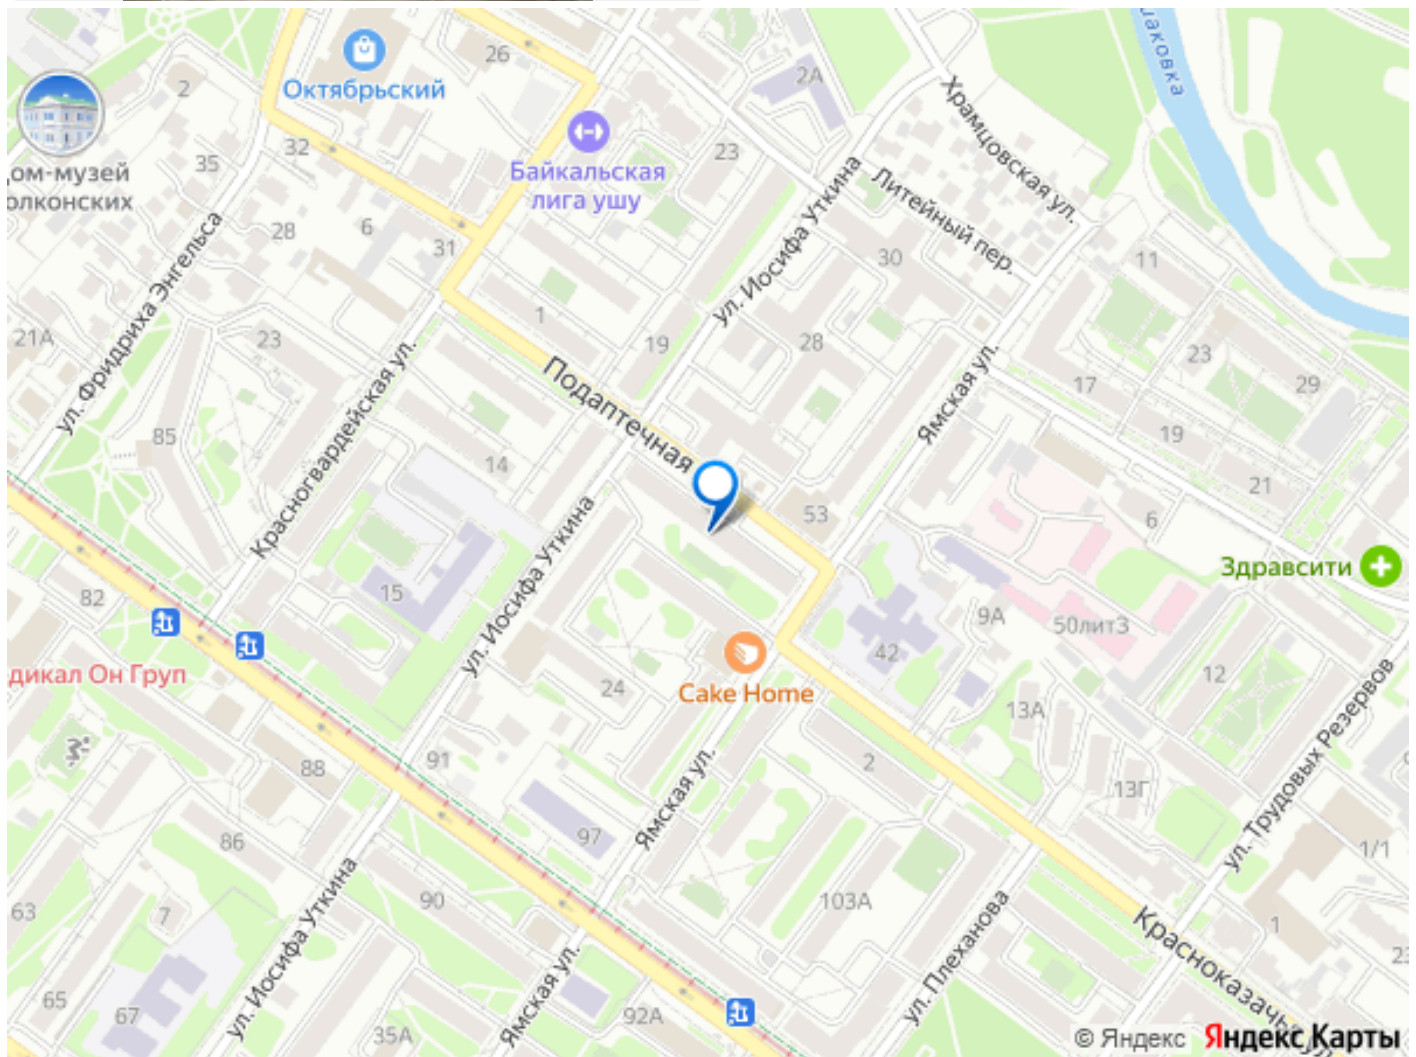 26
Октябрьский
2
2А
шаковка
Храмцовская ул.
32
35
ом-музей
олконских
Байкальская
лига ушу
23
ул. Иосифа Уткина
Литейный пер.
28
6
31
30
11
ул. Фридриха Энгельса
21А
23
1
19
28
23
29
17
Подаптечная
Красногвардейская ул.
Ямская ул.
85
14
19
21
53
6
Здравсити
82
15
ул. Иосифа Уткина
9А
50лит3
42
дикал Он Груп
24
Cake Home
12
13А
ул. Трудовых Резервов
88
91
2
13Г
Ямская ул.
86
97
1/1
63
7
90
103А
ул. Плеханова
1
Красноказачь
23
ул. Иосифа Уткина
Ямская ул.
65
67
35А
92А
© Яндекс Яндекс Карты